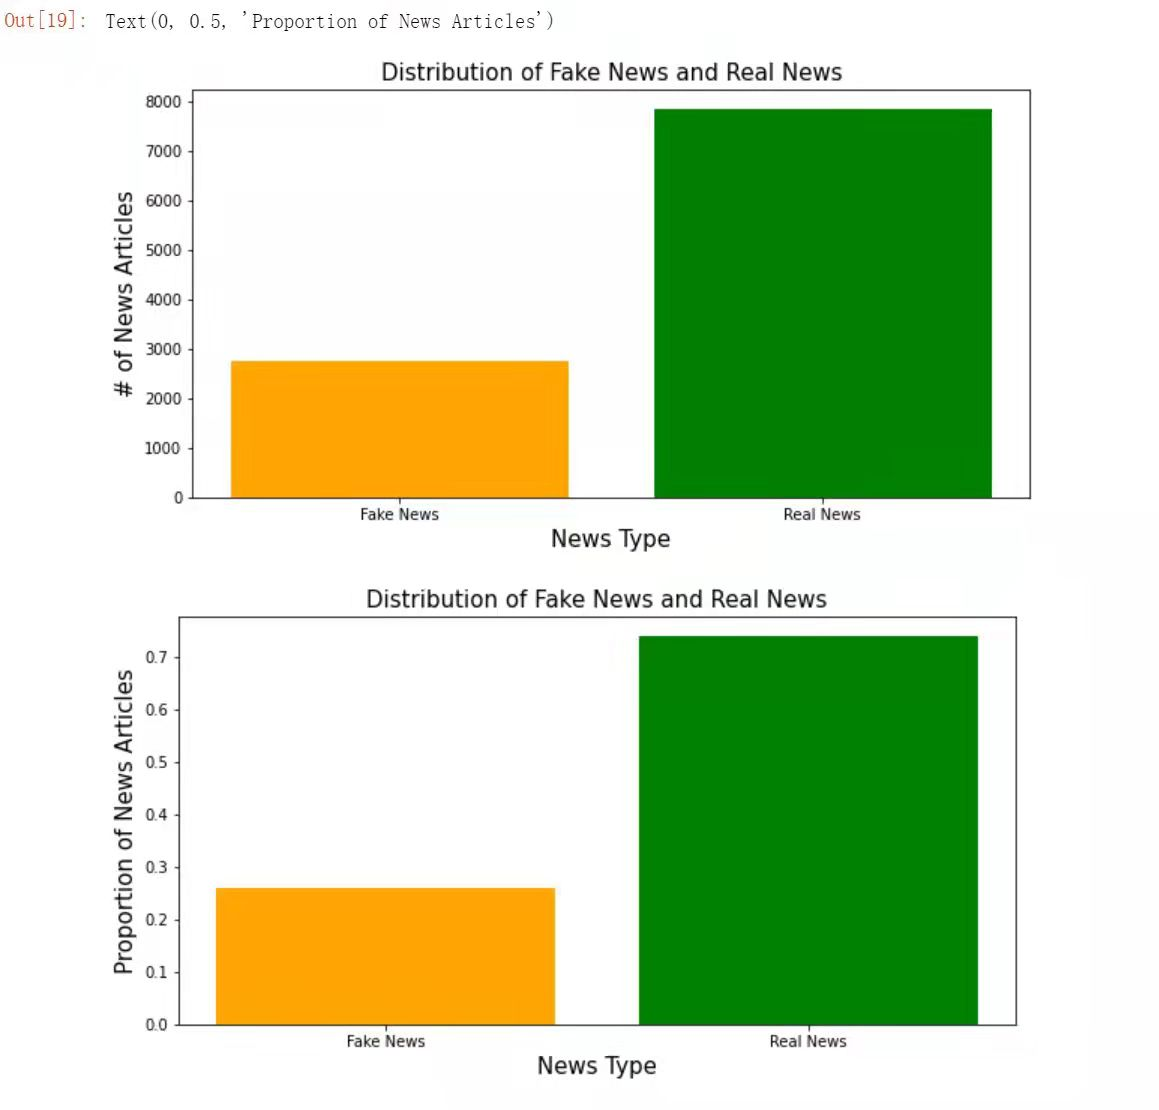 Out[19]: Text(0, 0.5, 'Proportion of News Articles')
Distribution of Fake News and Real News
8000
7000
6000
5000
4000
3000
2000
1000
0
# of News Articles
Fake News Real News
News Type
Distribution of Fake News and Real News
0.7
0.6
0.5
0.4
0.3
0.2
0.1
0.0
Proportion of News Articles
Fake News Real News
News Type